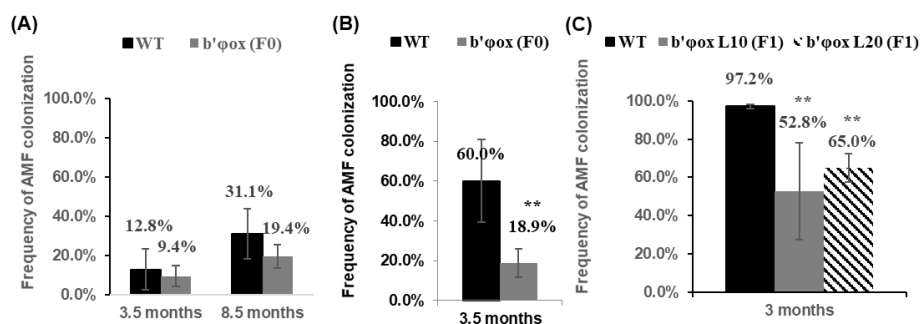 (A)
WT b'φox (F0)
Frequency of AMF colonization
100.0%
80.0%
60.0%
40.0%
20.0%
0.0%
12.8%
9.4%
31.1%
19.4%
3.5 months 8.5 months
(B)
WT b'φox (F0)
Frequency of AMF colonization
100.0%
80.0%
60.0%
40.0%
20.0%
0.0%
60.0%
**
18.9%
3.5 months
(C)
WT b'φox L10 (F1) b'φox L20 (F1)
Frequency of AMF colonization
100.0%
80.0%
60.0%
40.0%
20.0%
0.0%
97.2%
**
52.8%
**
65.0%
3 months